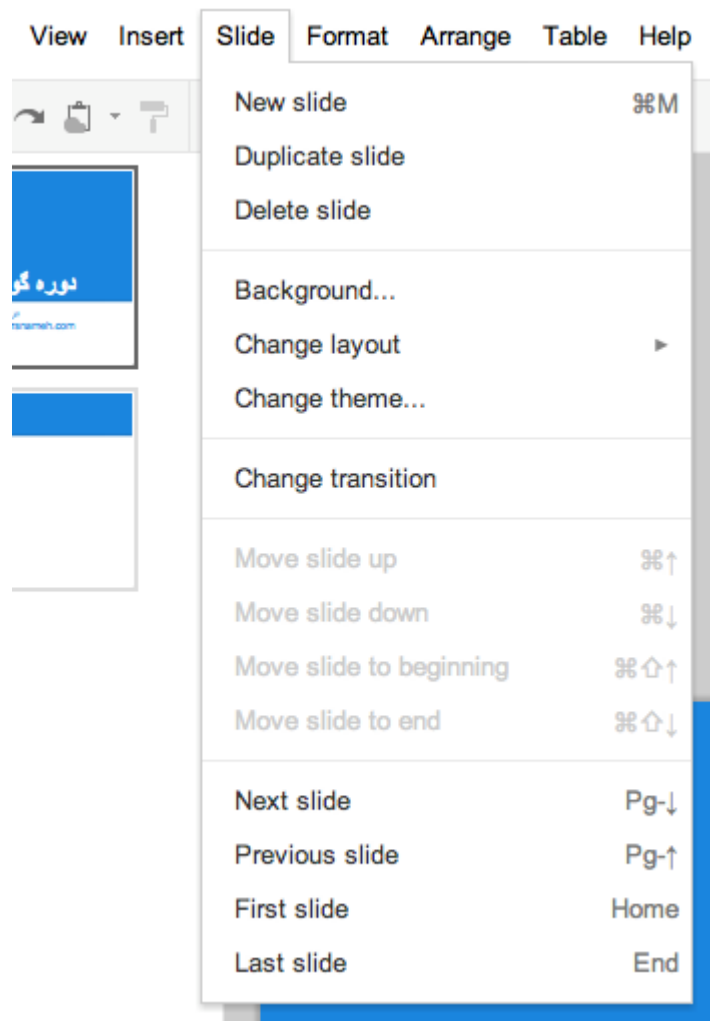 View Insert Slide Format Arrange Table Help
New slide ⌘M
Duplicate slide
Delete slide
دوره گو
Background...
Change layout ►
Change theme...
Change transition
Move slide up ⌘↑
Move slide down ⌘↓
Move slide to beginning ⌘⇧↑
Move slide to end ⌘⇧↓
Next slide Pg-↓
Previous slide Pg-↑
First slide Home
Last slide End